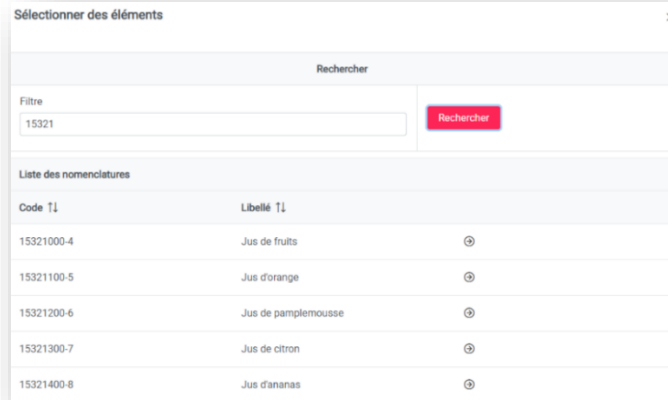 Sélectionner des éléments
Rechercher
Filtre
15321
Rechercher
Liste des nomenclatures
Code ↑↓ Libellé ↑↓
15321000-4 Jus de fruits
15321100-5 Jus d'orange
15321200-6 Jus de pamplemousse
15321300-7 Jus de citron
15321400-8 Jus d'ananas